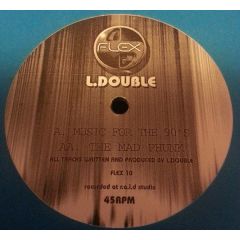 FLEX
L.DOUBLE
A. MUSIC FOR THE 90'S
AA. THE MAD PHUNK
ALL TRACKS WRITTEN AND PRODUCED BY L.DOUBLE
FLEX 10
recorded at r.a.i.d studio
45RPM